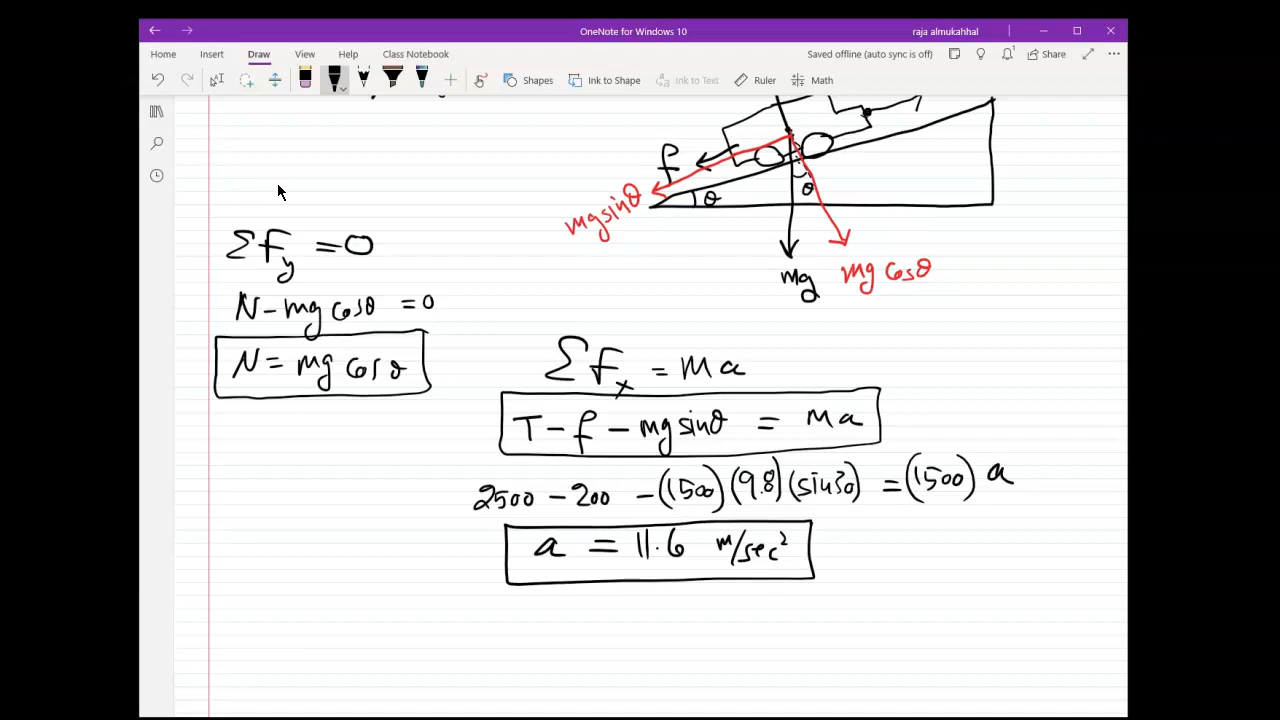 OneNote for Windows 10
raja almukahhal
Home Insert Draw View Help Class Notebook
Saved offline (auto sync is off)
Share
Shapes
Ink to Shape
Ink to Text
Ruler
Math
f
θ
θ
mg sinθ
mg
mg cosθ
ΣFy = 0
N - mg cosθ = 0
N = mg cosθ
ΣFx = ma
T - f - mg sinθ = ma
2500 - 200 - (1500)(9.8)(sin30) = (1500) a
a = 11.6 m/sec²